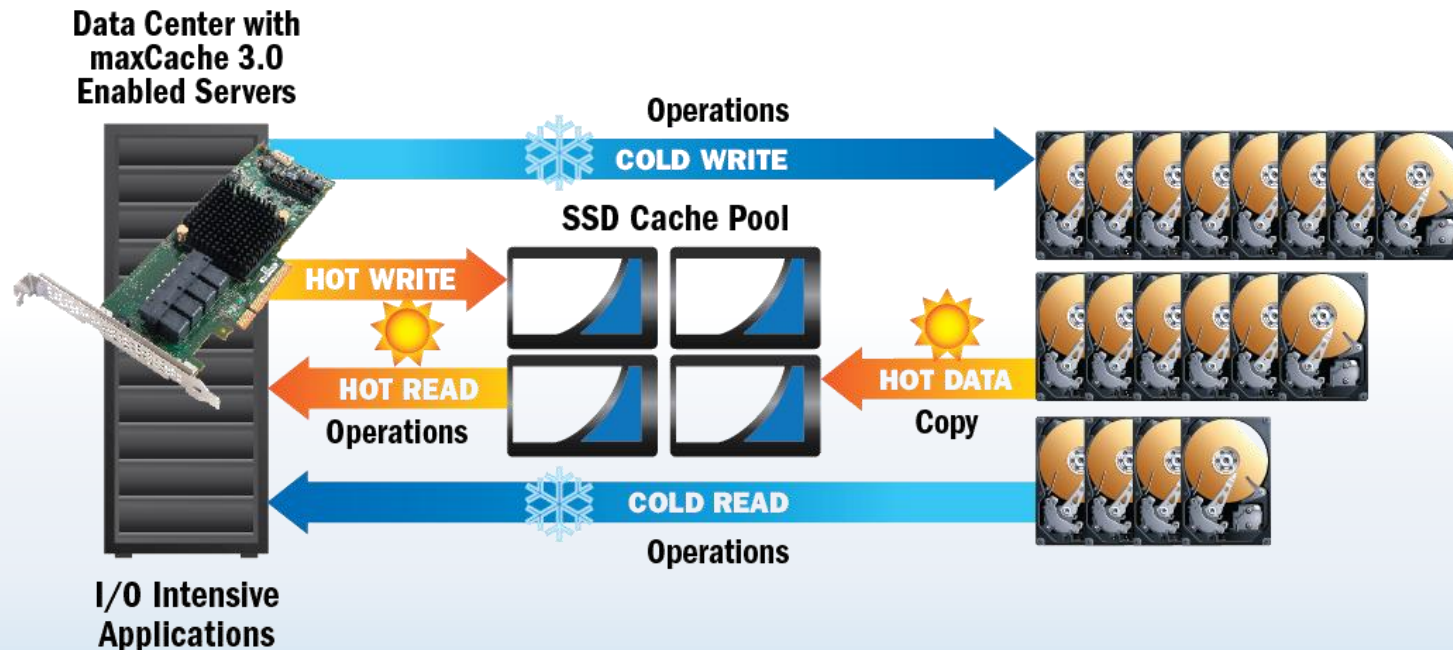 Data Center with
maxCache 3.0
Enabled Servers
Operations
COLD WRITE
SSD Cache Pool
HOT WRITE
HOT READ
Operations
HOT DATA
Copy
COLD READ
Operations
I/O Intensive
Applications